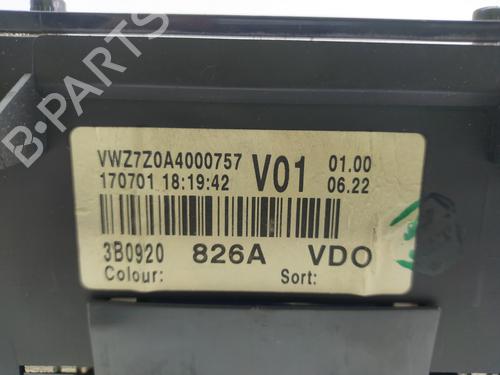 VWZ7Z0A4000757 V01 01.00
170701 18:19:42 06.22
3B0920 826A VDO
Colour: Sort:
B-PARTS